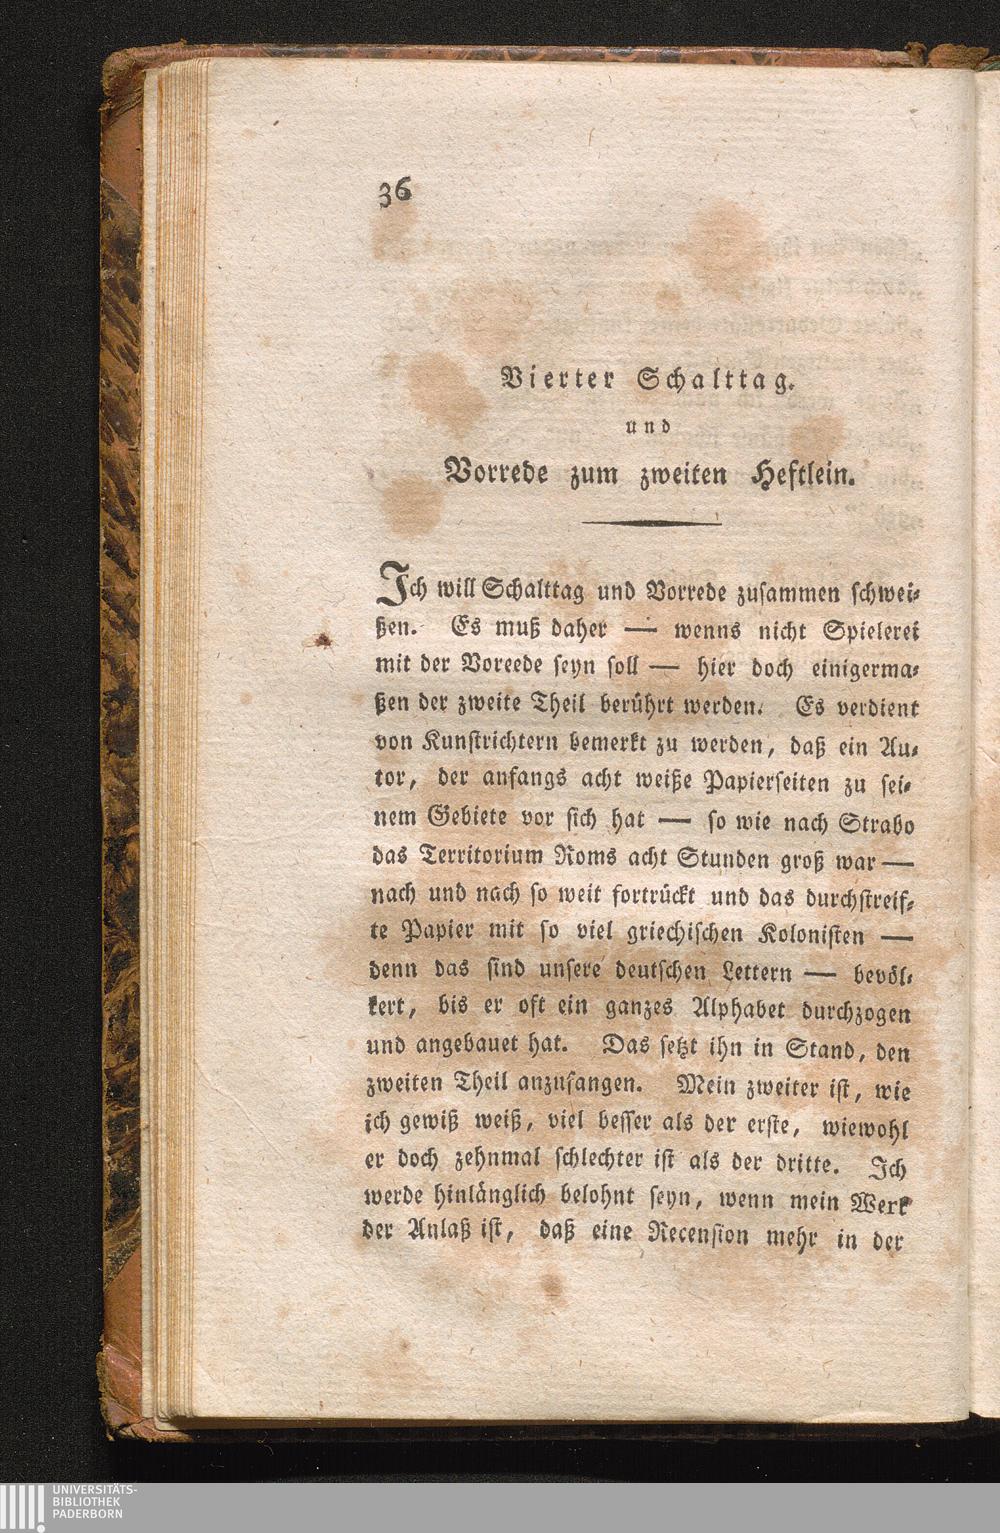 36
Vierter Schalttag.
und
Vorrede zum zweiten Heftlein.
Ich will Schalttag und Vorrede zusammen schwei-
ßen. Es muß daher — wenns nicht Spielerei
mit der Voreede seyn soll — hier doch einigerma-
ßen der zweite Theil berührt werden. Es verdient
von Kunstrichtern bemerkt zu werden, daß ein Au-
tor, der anfangs acht weiße Papierseiten zu sei-
nem Gebiete vor sich hat — so wie nach Strabo
das Territorium Roms acht Stunden groß war —
nach und nach so weit fortrückt und das durchstreif-
te Papier mit so viel griechischen Kolonisten —
denn das sind unsere deutschen Lettern — bevöl-
kert, bis er oft ein ganzes Alphabet durchzogen
und angebauet hat. Das setzt ihn in Stand, den
zweiten Theil anzufangen. Mein zweiter ist, wie
ich gewiß weiß, viel besser als der erste, wiewohl
er doch zehnmal schlechter ist als der dritte. Ich
werde hinlänglich belohnt seyn, wenn mein Werk
der Anlaß ist, daß eine Recension mehr in der
UNIVERSITÄTS-
BIBLIOTHEK
PADERBORN